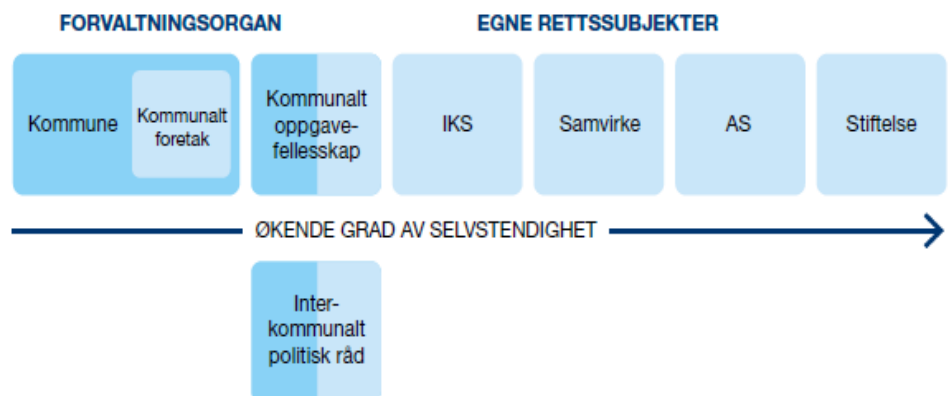 FORVALTNINGSORGAN
EGNE RETTSSUBJEKTER
Kommune
Kommunalt
foretak
Kommunalt
oppgave-
fellesskap
IKS
Samvirke
AS
Stiftelse
ØKENDE GRAD AV SELVSTENDIGHET
Inter-
kommunalt
politisk råd